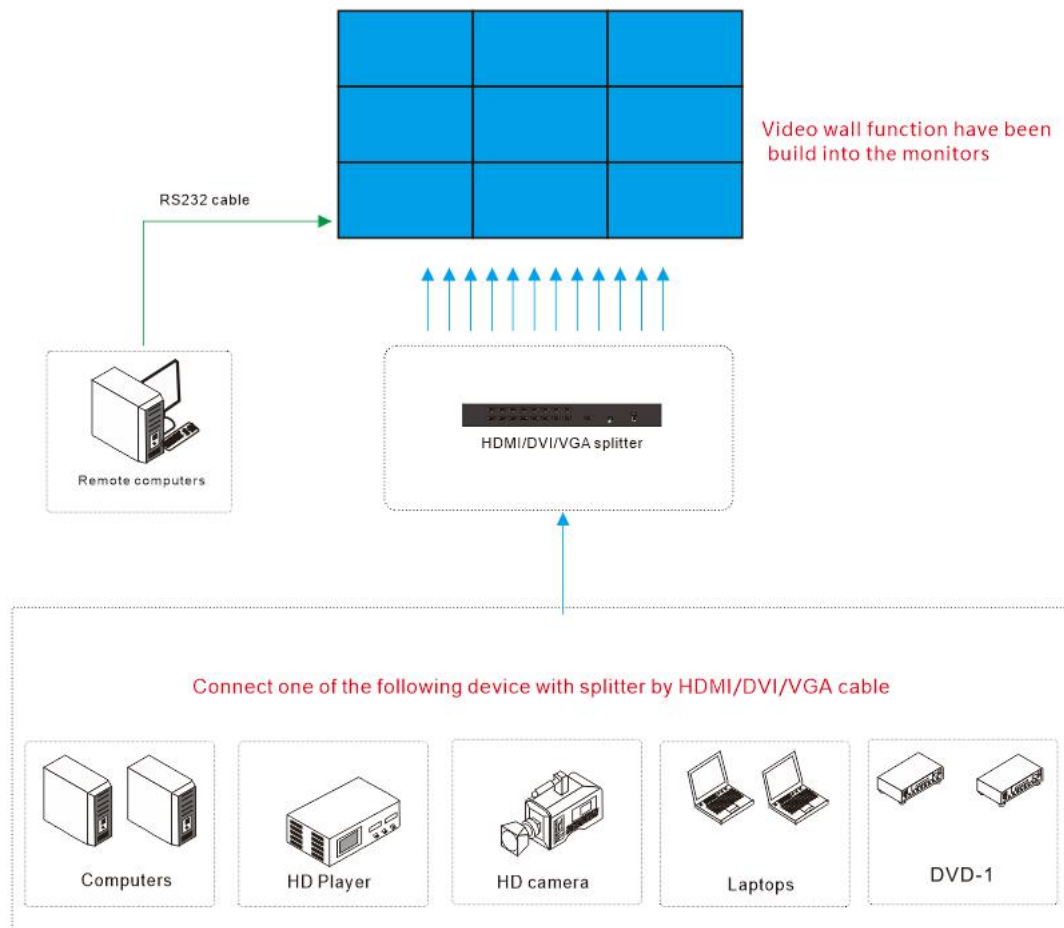 Video wall function have been
build into the monitors
RS232 cable
HDMI/DVI/VGA splitter
Remote computers
Connect one of the following device with splitter by HDMI/DVI/VGA cable
Computers
HD Player
HD camera
Laptops
DVD-1